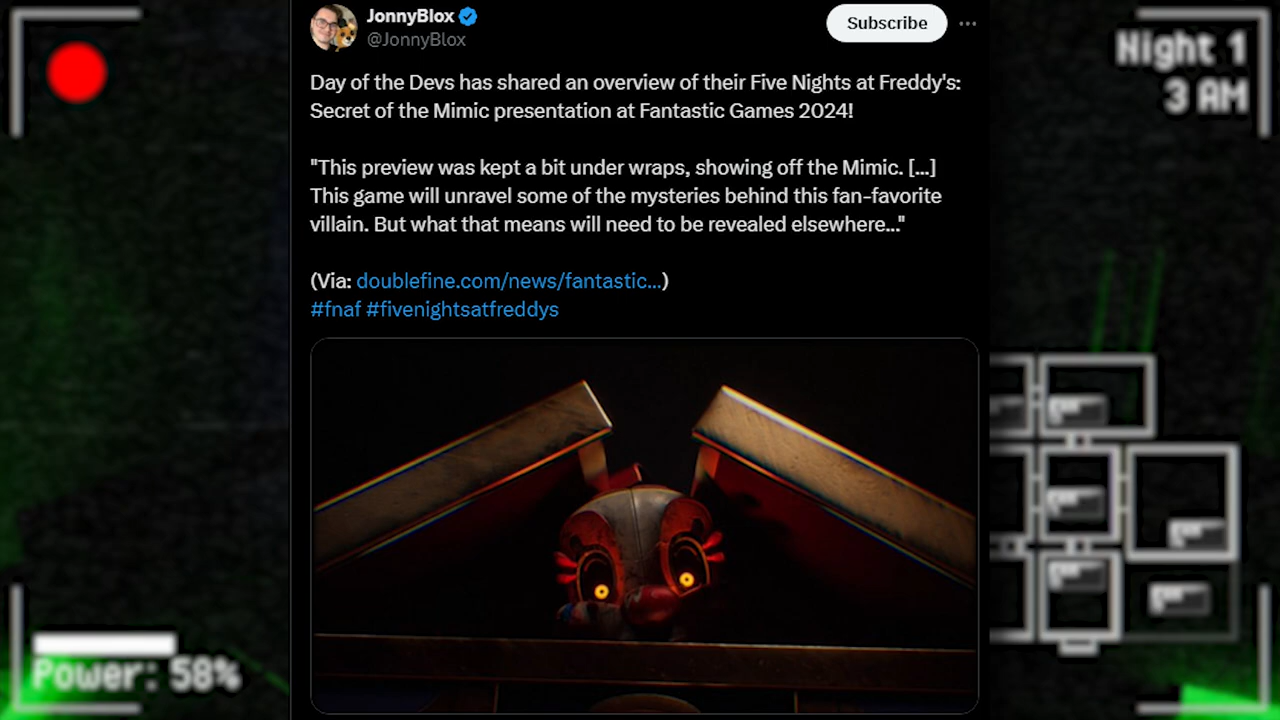 JonnyBlox
@JonnyBlox
Subscribe
Day of the Devs has shared an overview of their Five Nights at Freddy's:
Secret of the Mimic presentation at Fantastic Games 2024!
"This preview was kept a bit under wraps, showing off the Mimic. [...]
This game will unravel some of the mysteries behind this fan-favorite
villain. But what that means will need to be revealed elsewhere..."
(Via: doublefine.com/news/fantastic...)
#fnaf #fivenightsatfreddys
Night 1
3 AM
Power: 58%